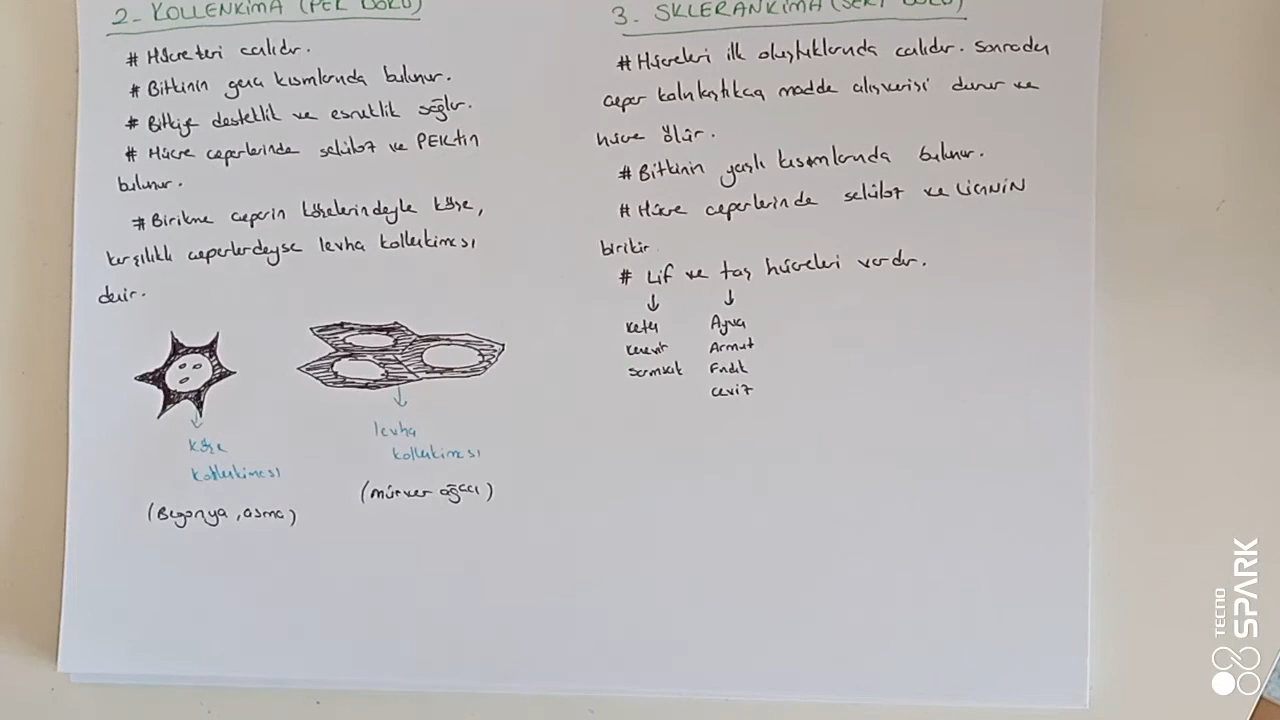 2- KOLLENKİMA (PEK DOKU)
# Hücreleri canlıdır.
# Bitkinin genç kısımlarında bulunur.
# Bitkiye desteklik ve esneklik sağlar.
# Hücre çeperlerinde selüloz ve PEKTİN
bulunur.
# Birikme çeperin köşelerindeyle köşe,
karşılıklı çeperlerdeyse levha kollenkiması
denir.
köşe
kollenkiması
(Begonya, asma)
levha
kollenkiması
(Mürver ağacı)
3. SKLERANKİMA (SERT DOKU)
# Hücreleri ilk oluştuklarında canlıdır. Sonradan
çeper kalınlaştıkça madde alışverişi durur ve
hücre ölür.
# Bitkinin yaşlı kısımlarında bulunur.
# Hücre çeperlerinde selüloz ve LİGNİN
birikir.
# Lif ve taş hücreleri vardır.
Keten Ayva
Kenevir Armut
Sarmaşık Fındık
Ceviz
TECNO
SPARK